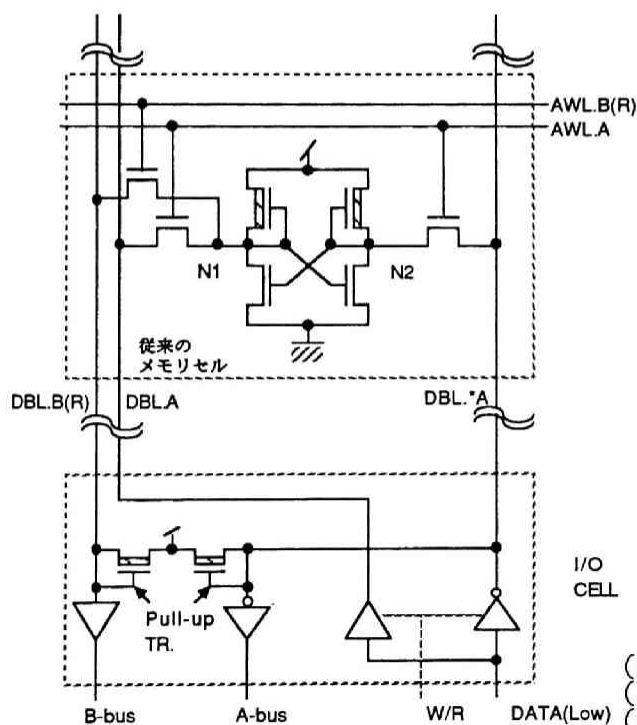 AWL.B(R)
AWL.A
N1
N2
従来の
メモリセル
DBL.B(R)
DBL.A
DBL.*A
I/O
CELL
Pull-up
TR.
B-bus
A-bus
W/R
DATA(Low)